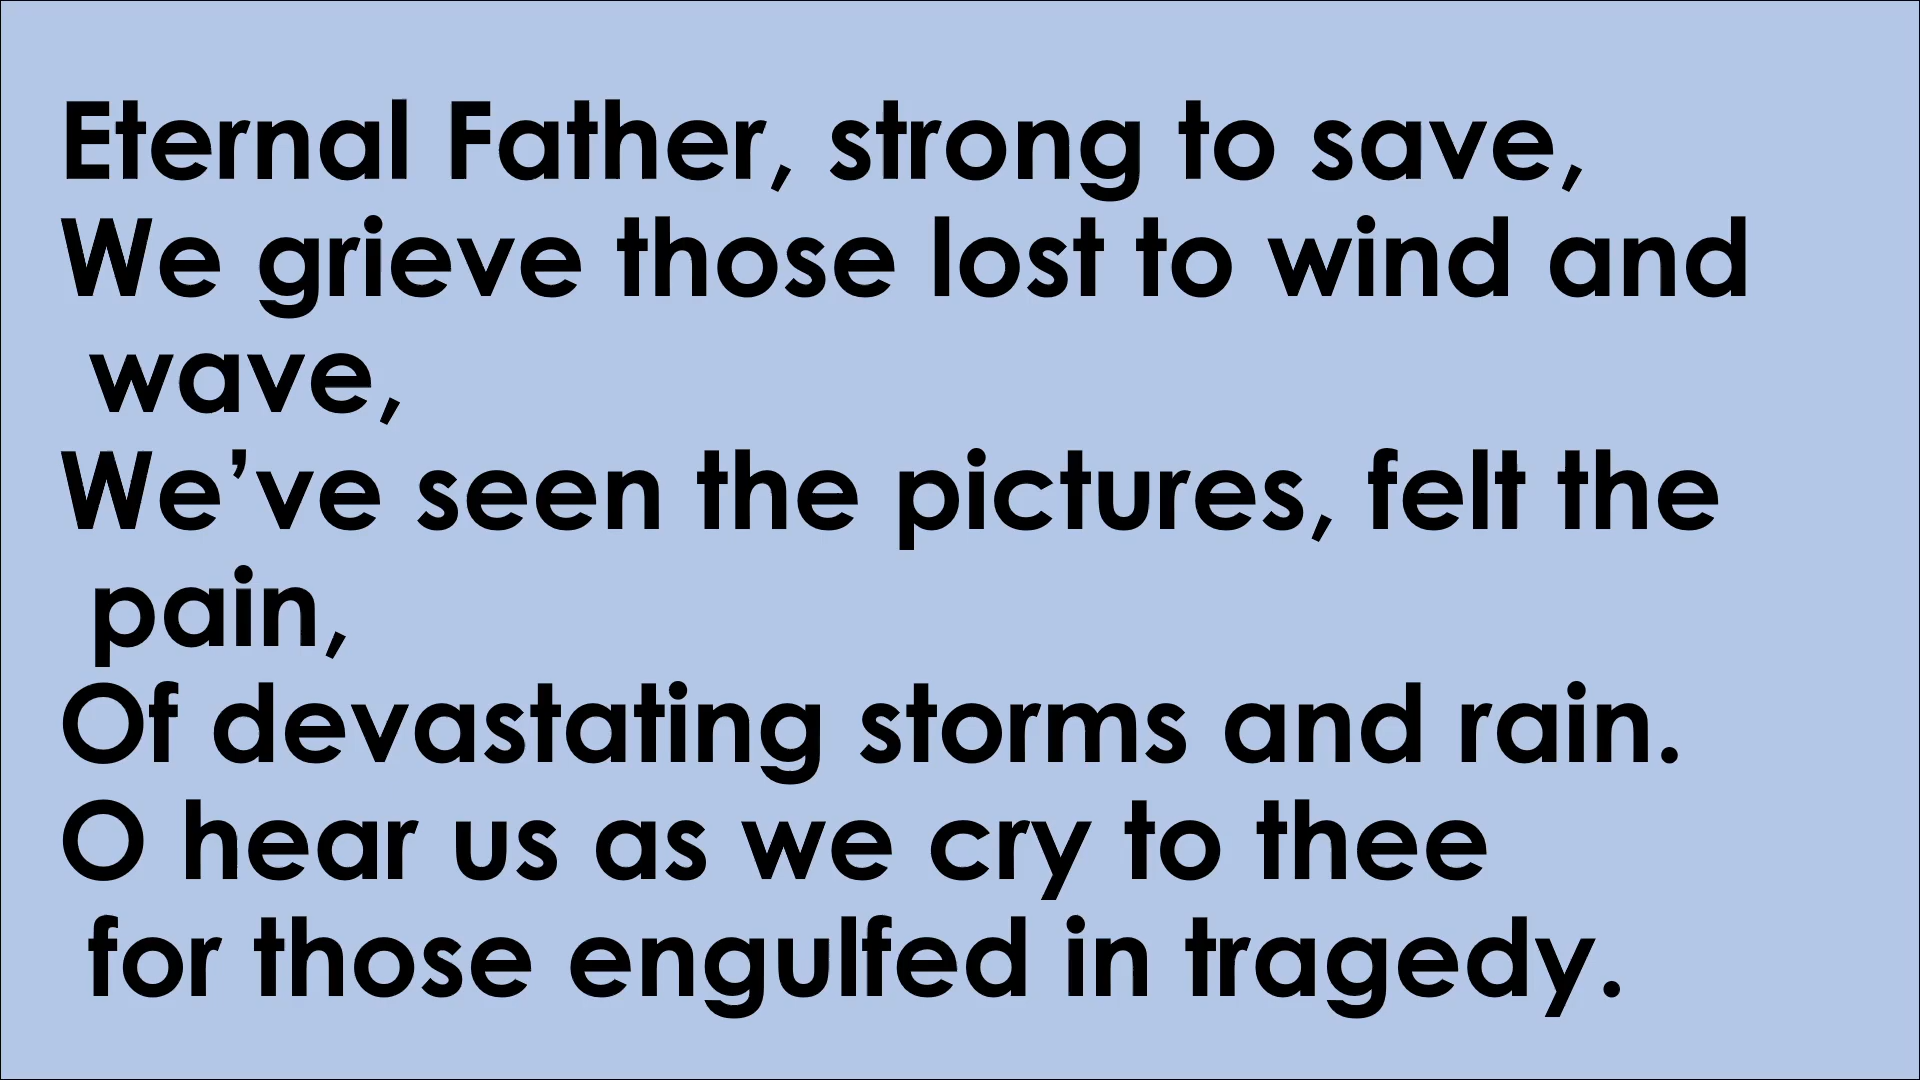 Eternal Father, strong to save,
We grieve those lost to wind and
wave,
We’ve seen the pictures, felt the
pain,
Of devastating storms and rain.
O hear us as we cry to thee
for those engulfed in tragedy.